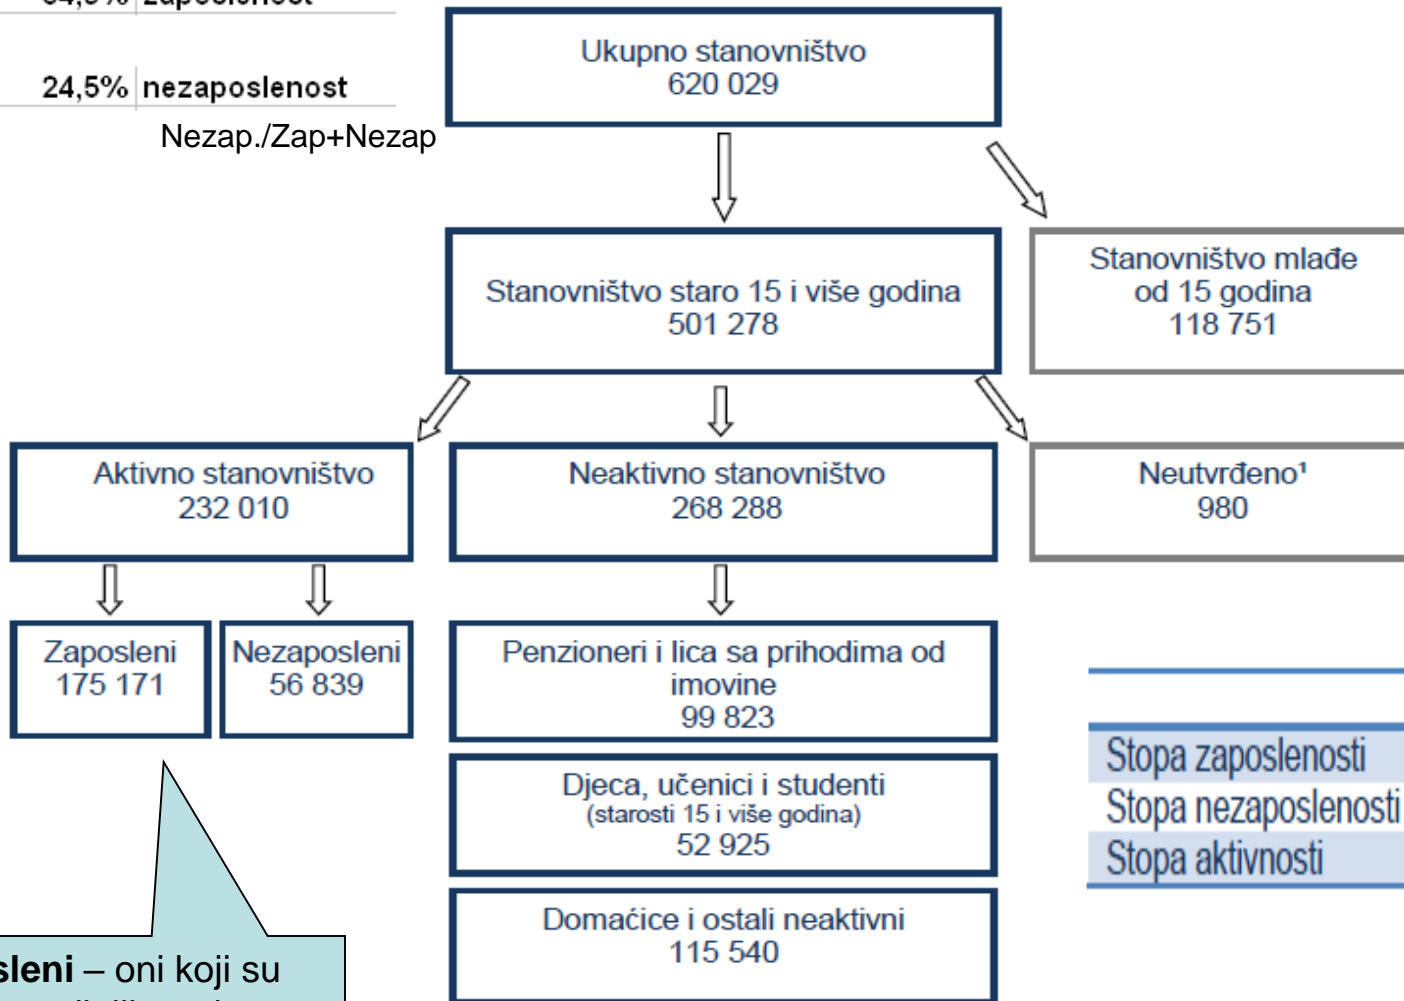 24,5% nezaposlenost
Nezap./Zap+Nezap
Ukupno stanovništvo
620 029
Stanovništvo staro 15 i više godina
501 278
Stanovništvo mlađe
od 15 godina
118 751
Aktivno stanovništvo
232 010
Neaktivno stanovništvo
268 288
Neutvrđeno¹
980
Zaposleni
175 171
Nezaposleni
56 839
Penzioneri i lica sa prihodima od
imovine
99 823
Djeca, učenici i studenti
(starosti 15 i više godina)
52 925
Domaćice i ostali neaktivni
115 540
Stopa zaposlenosti
Stopa nezaposlenosti
Stopa aktivnosti
– oni koji su